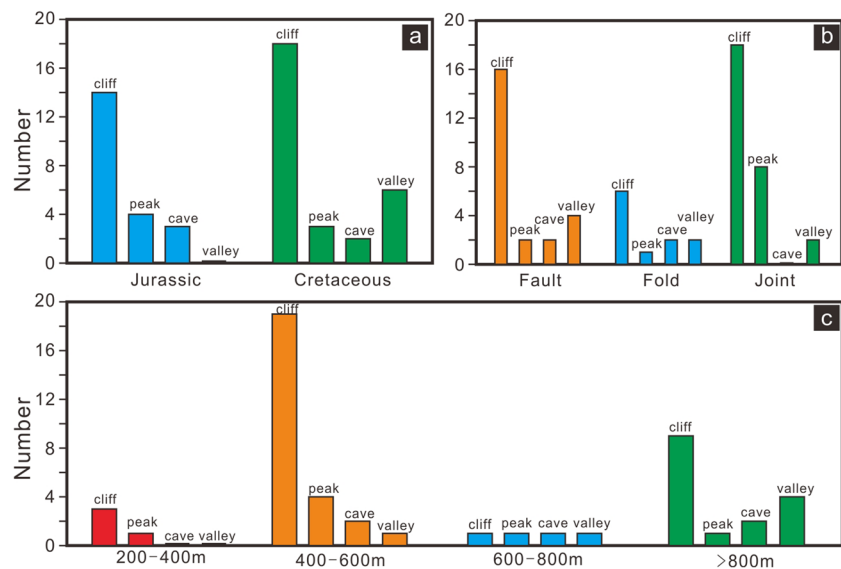 a
20
16
12
8
4
0
Number
cliff
peak
cave
valley
cliff
peak
cave
valley
Jurassic
Cretaceous
b
20
16
12
8
4
0
cliff
peak
cave
valley
cliff
peak
cave
valley
cliff
peak
cave
valley
Fault
Fold
Joint
c
20
16
12
8
4
0
Number
cliff
peak
cave
valley
cliff
peak
cave
valley
cliff
peak
cave
valley
cliff
peak
cave
valley
200-400m
400-600m
600-800m
>800m